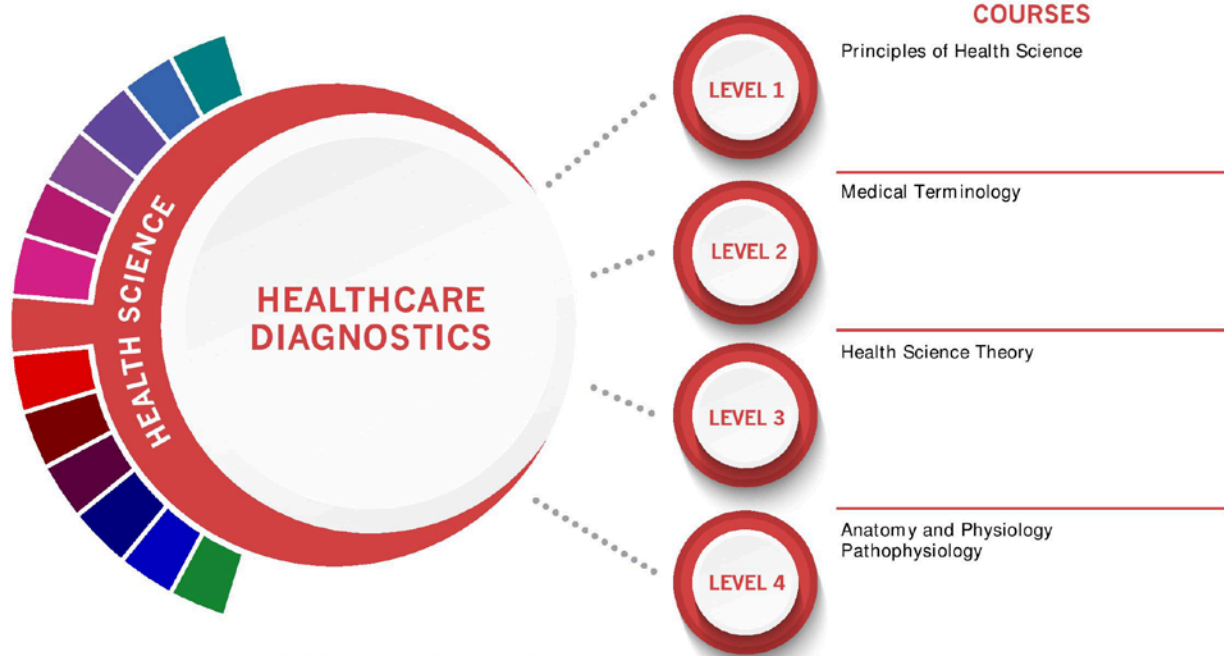 HEALTH SCIENCE
HEALTHCARE
DIAGNOSTICS
COURSES
LEVEL 1
Principles of Health Science
LEVEL 2
Medical Terminology
LEVEL 3
Health Science Theory
LEVEL 4
Anatomy and Physiology
Pathophysiology